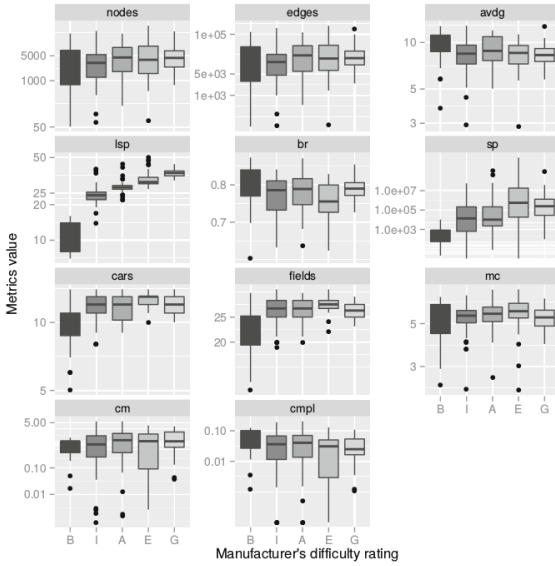 nodes
5000
1000
50
edges
1e+05
5e+03
1e+03
avdg
10
5
3
lsp
50
25
20
10
br
0.8
0.7
sp
1.0e+07
1.0e+05
1.0e+03
cars
10
5
fields
25
20
mc
5
2
B I A E G
cm
5.00
0.10
0.01
B I A E G
cmpl
0.10
0.01
B I A E G
Metrics value
Manufacturer's difficulty rating